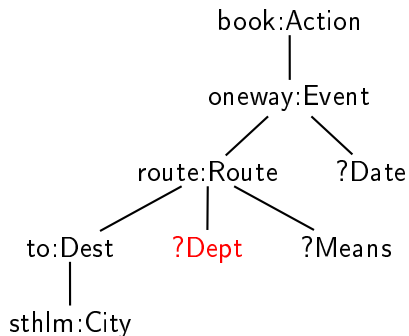 book:Action
oneway:Event
route:Route ?Date
to:Dest ?Dept ?Means
sthlm:City